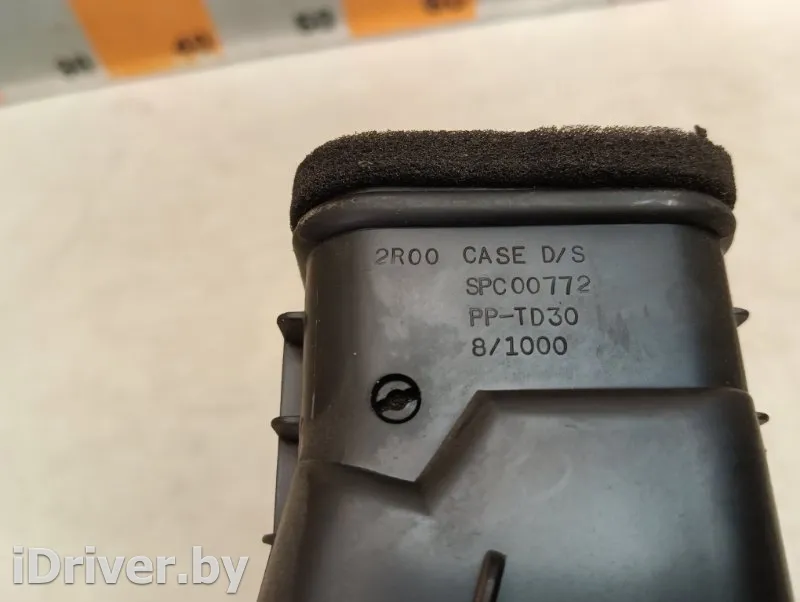 2R00 CASE D/S
SPC00772
PP-TD30
8/1000
iDriver.by